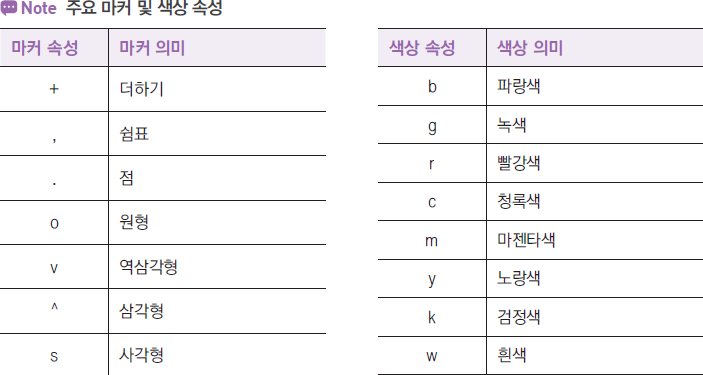 Note 주요 마커 및 색상 속성
마커 속성 마커 의미
+ 더하기
, 쉼표
. 점
o 원형
v 역삼각형
^ 삼각형
s 사각형
색상 속성 색상 의미
b 파랑색
g 녹색
r 빨강색
c 청록색
m 마젠타색
y 노랑색
k 검정색
w 흰색